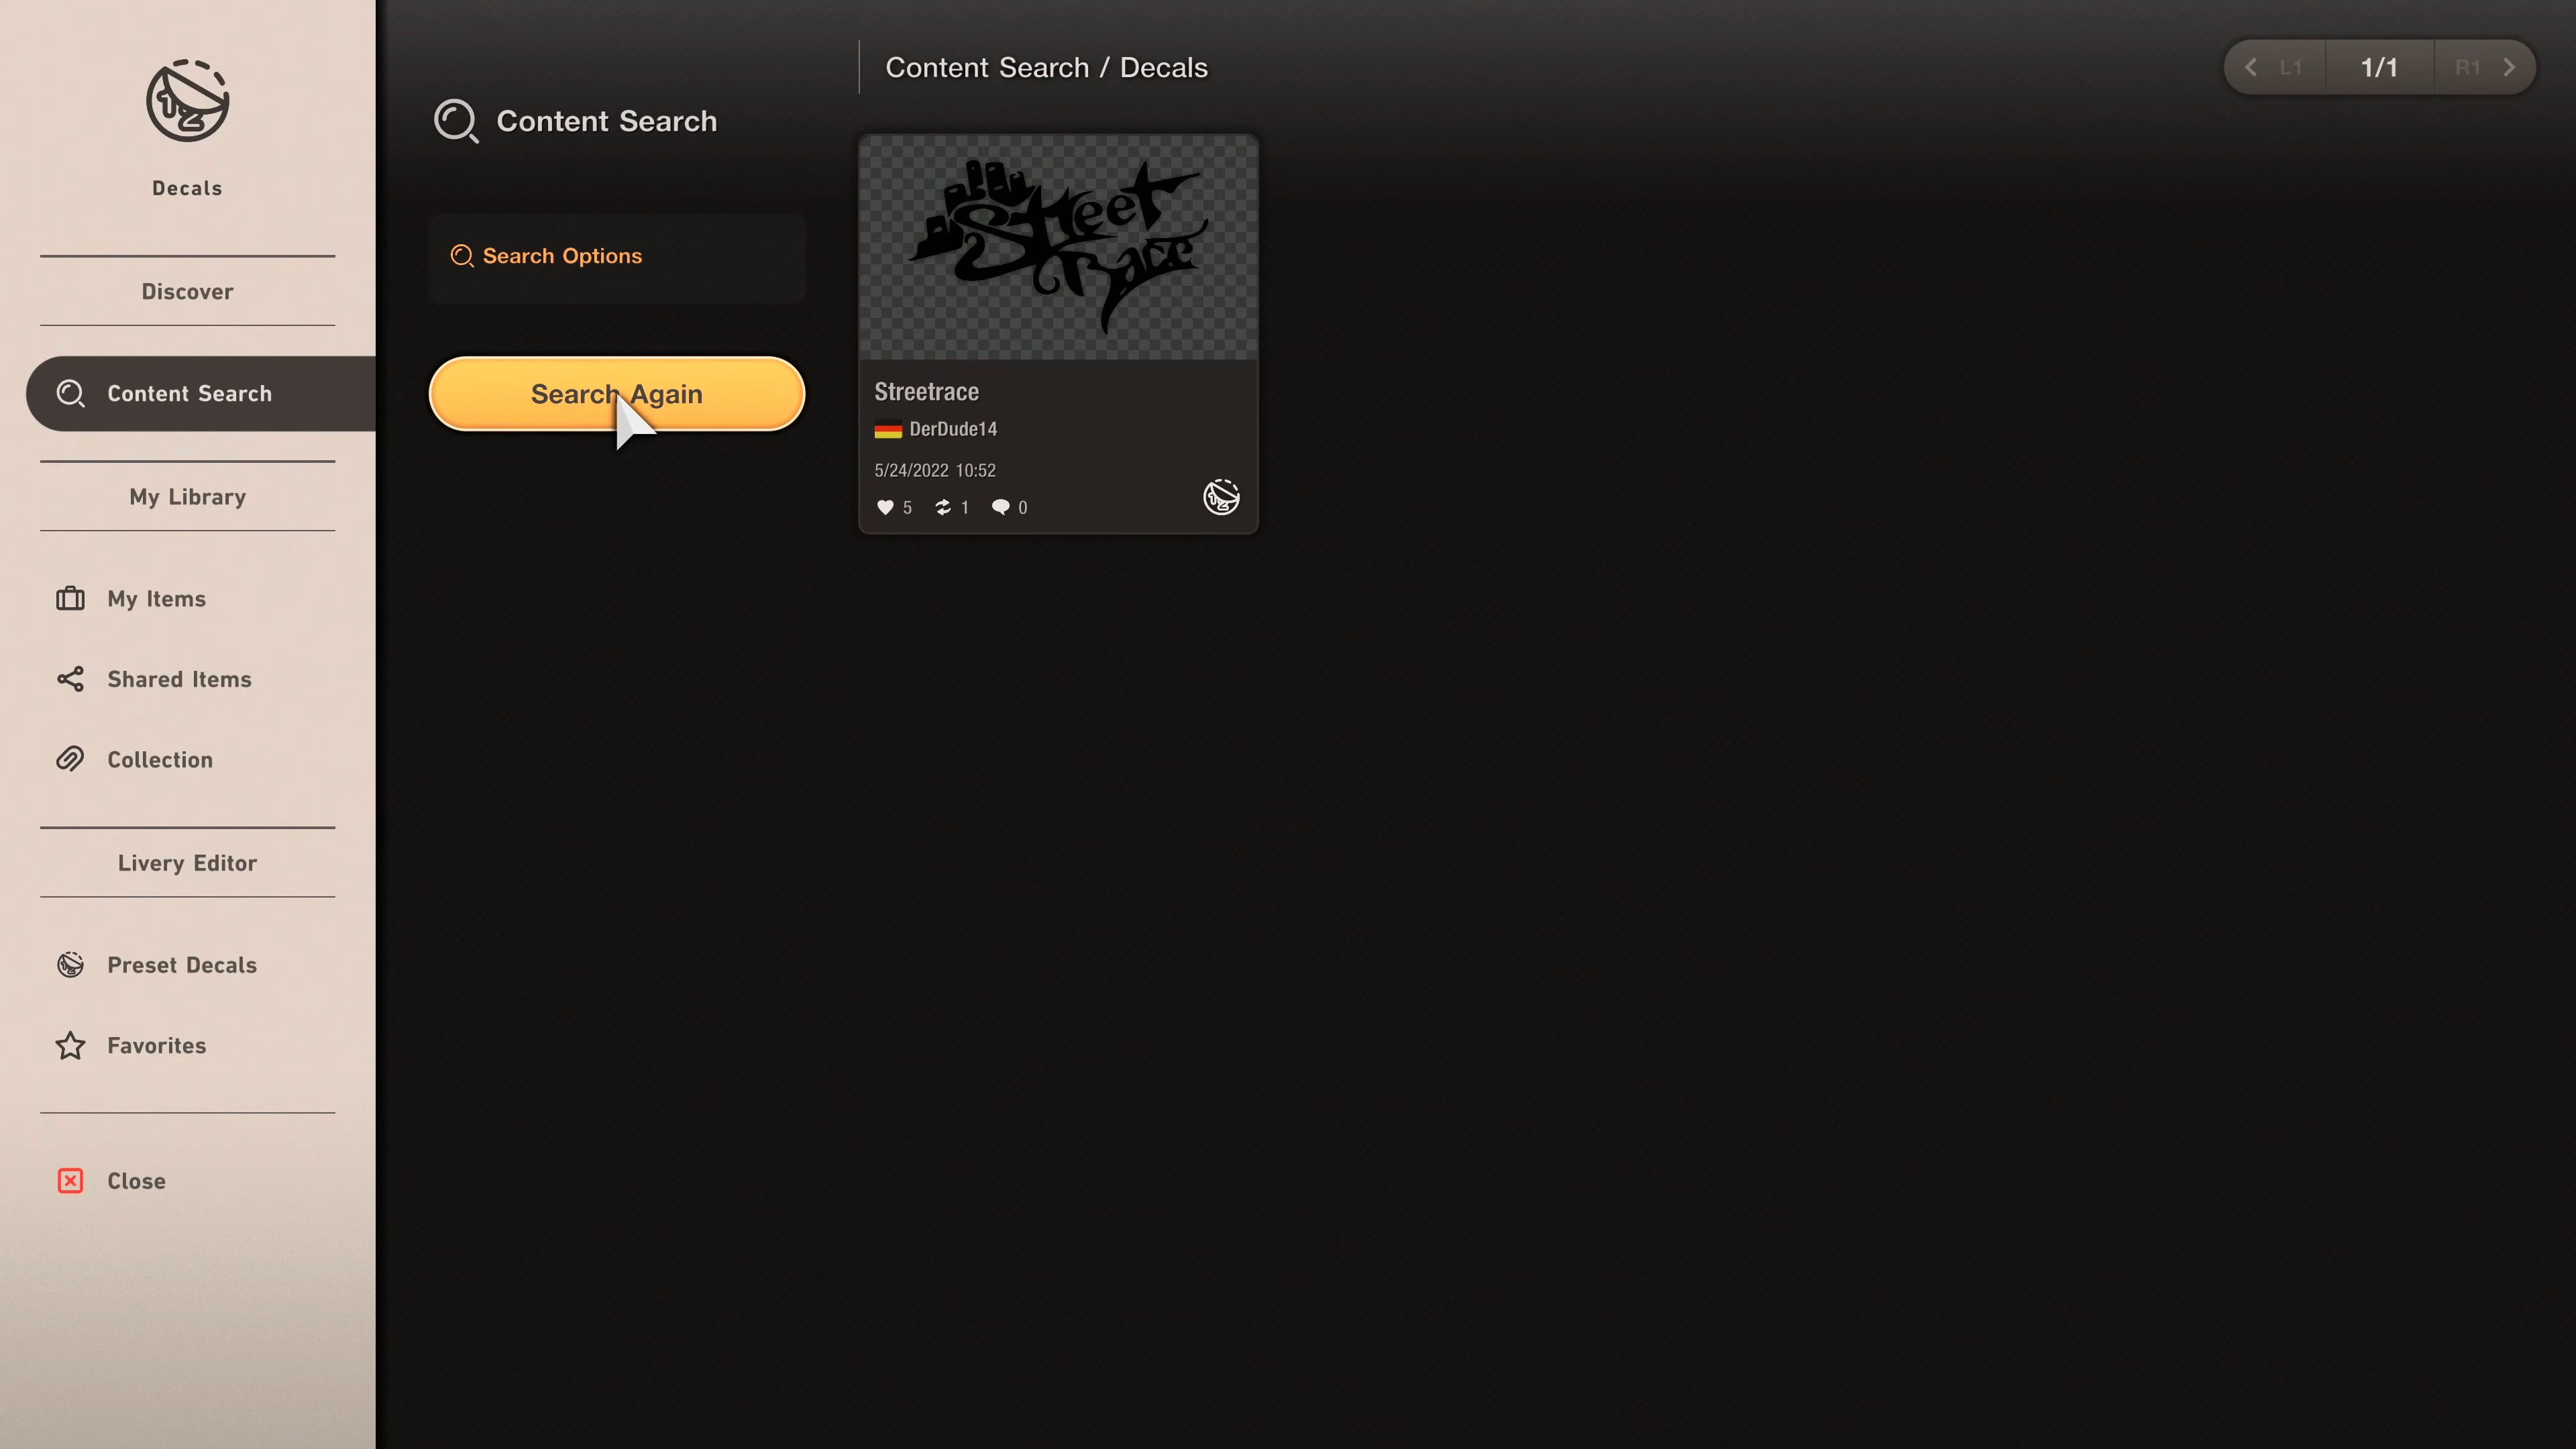 Decals
Discover
Content Search
My Library
My Items
Shared Items
Collection
Livery Editor
Preset Decals
Favorites
Close
Content Search
Search Options
Search Again
Content Search / Decals
L1 1/1 R1
Street
Race
Streetrace
DerDude14
5/24/2022 10:52
5 1 0